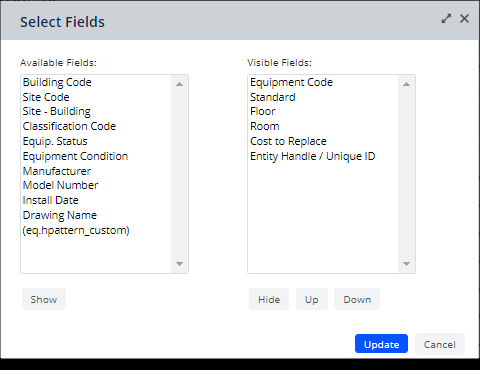 Select Fields
Available Fields:
Building Code
Site Code
Site - Building
Classification Code
Equip. Status
Equipment Condition
Manufacturer
Model Number
Install Date
Drawing Name
(eq.hpattern_custom)
Show
Visible Fields:
Equipment Code
Standard
Floor
Room
Cost to Replace
Entity Handle / Unique ID
Hide
Up
Down
Update
Cancel